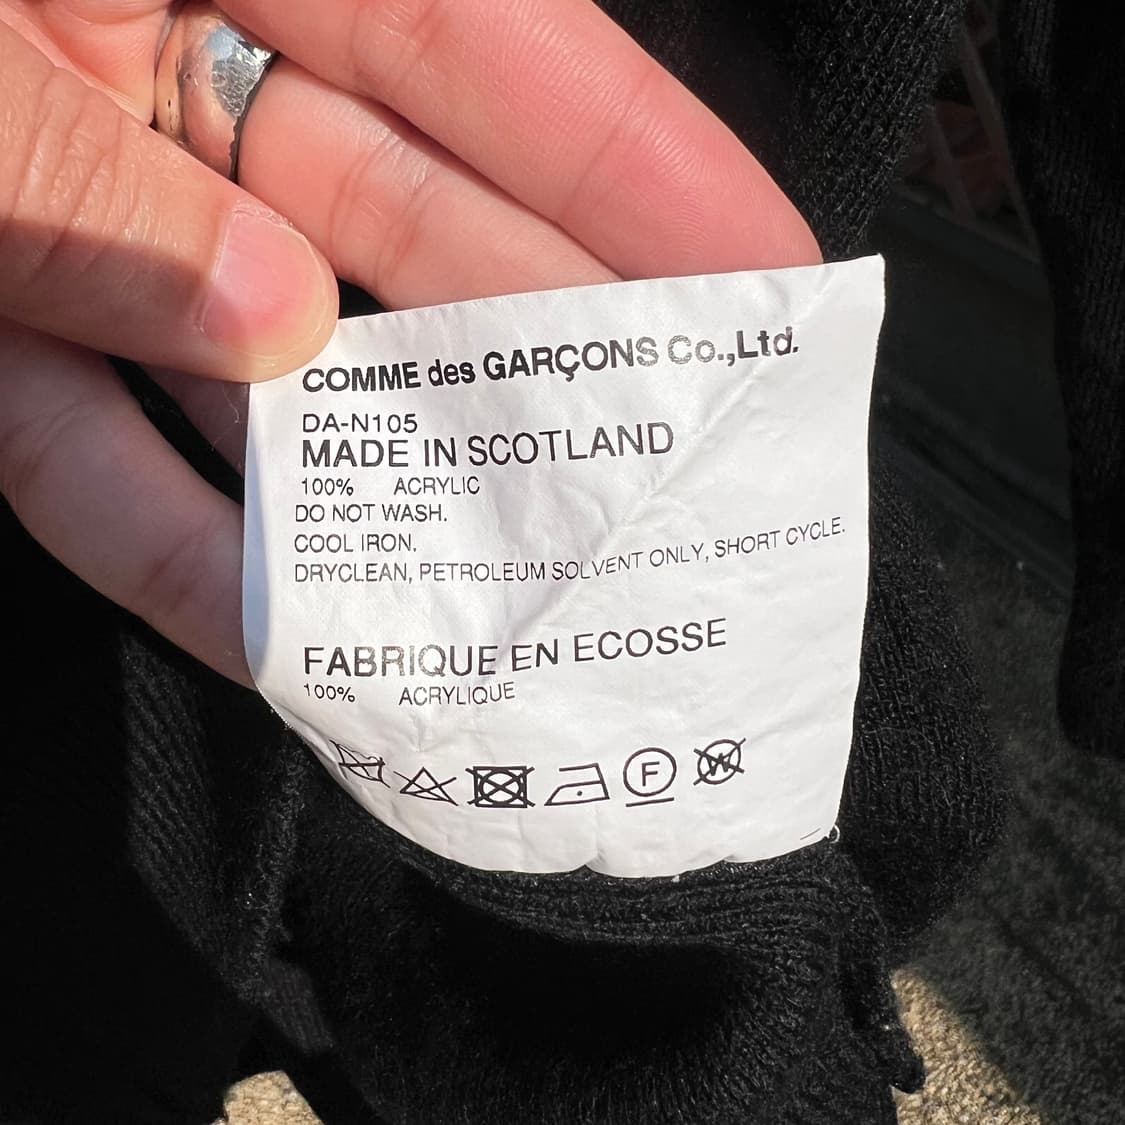 COMME des GARÇONS Co.,Ltd.
DA-N105
MADE IN SCOTLAND
100% ACRYLIC
DO NOT WASH.
COOL IRON.
DRYCLEAN, PETROLEUM SOLVENT ONLY, SHORT CYCLE.
FABRIQUE EN ECOSSE
100% ACRYLIQUE
F W